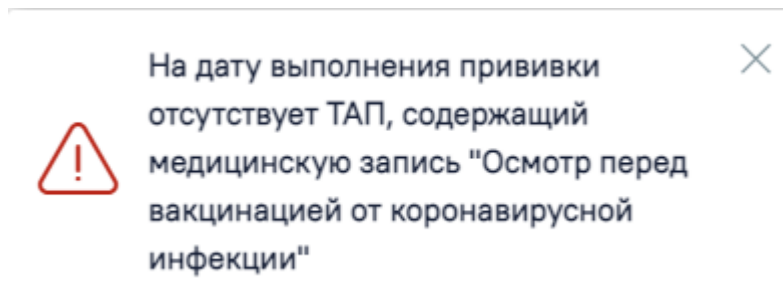 На дату выполнения прививки
отсутствует ТАП, содержащий
медицинскую запись "Осмотр перед
вакцинацией от коронавирусной
инфекции"